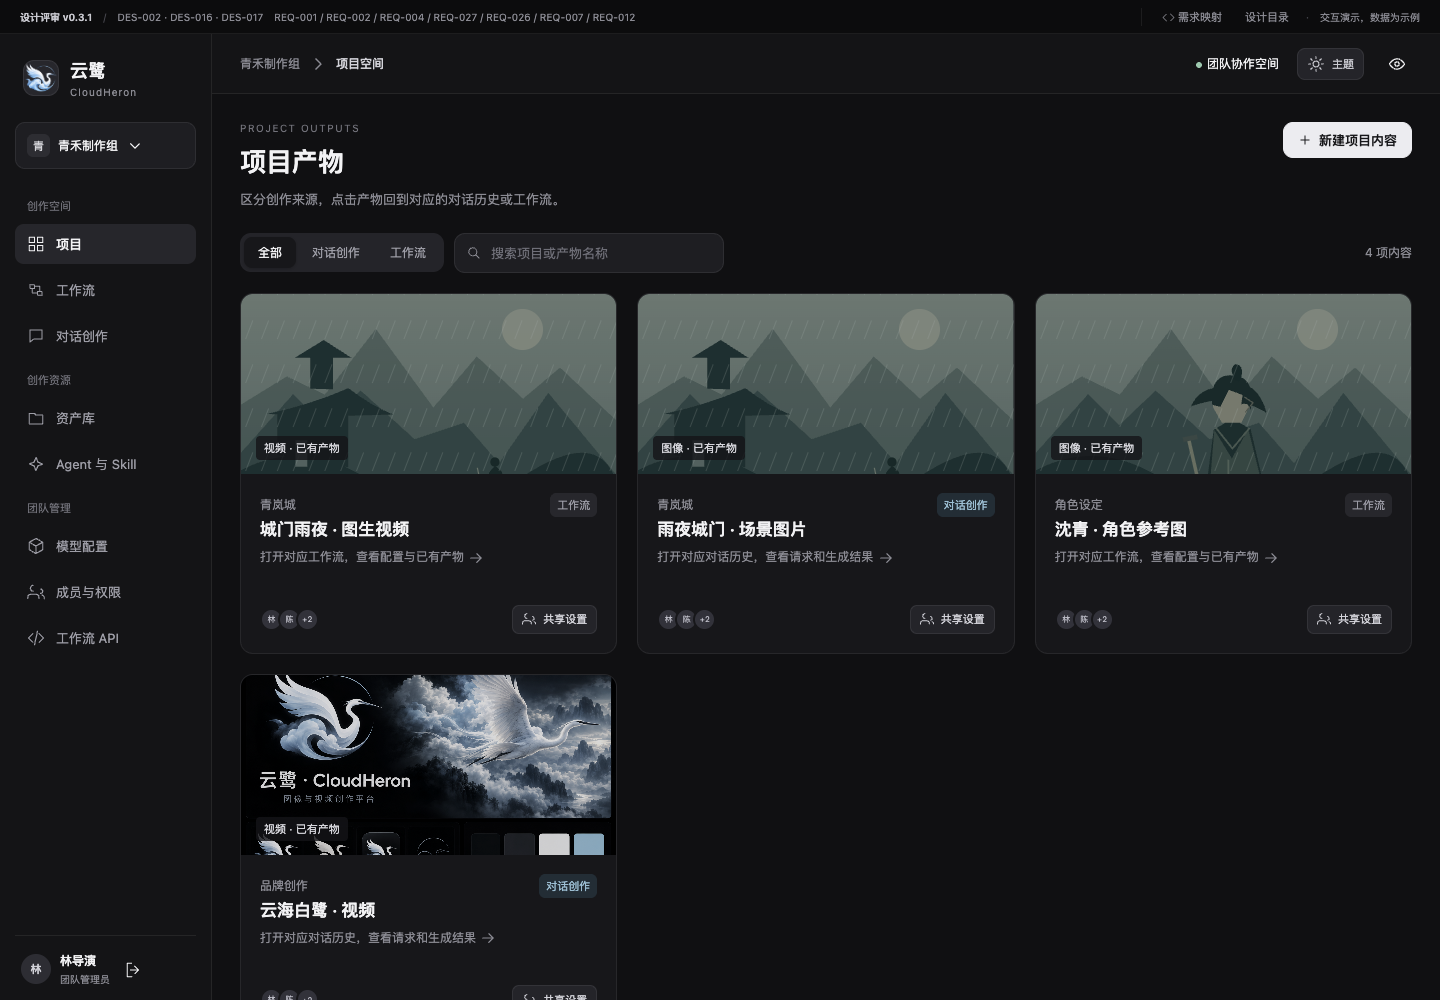 设计评审 v0.3.1 / DES-002 · DES-016 · DES-017 REQ-001 / REQ-002 / REQ-004 / REQ-027 / REQ-026 / REQ-007 / REQ-012
需求映射 设计目录 · 交互演示，数据为示例
云鹭
CloudHeron
青 青禾制作组
创作空间
项目
工作流
对话创作
创作资源
资产库
Agent 与 Skill
团队管理
模型配置
成员与权限
工作流 API
林 林导演
团队管理员
青禾制作组 项目空间
团队协作空间 主题
PROJECT OUTPUTS
项目产物
区分创作来源，点击产物回到对应的对话历史或工作流。
新建项目内容
全部 对话创作 工作流
搜索项目或产物名称
4 项内容
视频 · 已有产物
青岚城 工作流
城门雨夜 · 图生视频
打开对应工作流，查看配置与已有产物
林 陈 +2 共享设置
图像 · 已有产物
青岚城 对话创作
雨夜城门 · 场景图片
打开对应对话历史，查看请求和生成结果
林 陈 +2 共享设置
图像 · 已有产物
角色设定 工作流
沈青 · 角色参考图
打开对应工作流，查看配置与已有产物
林 陈 +2 共享设置
云鹭 · CloudHeron
图像与视频创作平台
视频 · 已有产物
品牌创作 对话创作
云海白鹭 · 视频
打开对应对话历史，查看请求和生成结果
林 陈 +2 共享设置